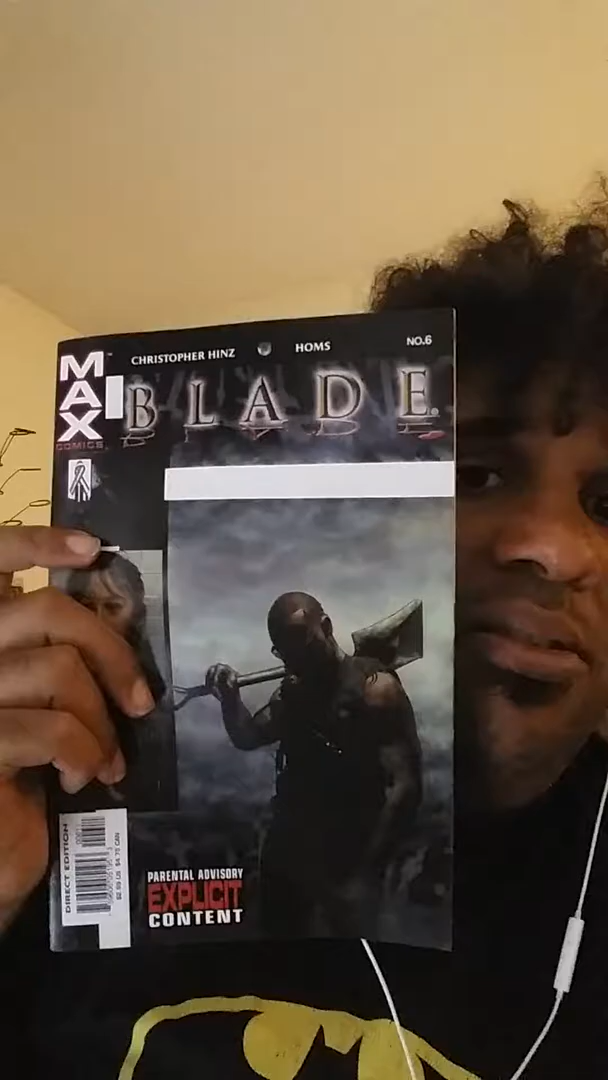 MAX
COMICS
CHRISTOPHER HINZ
HOMS
NO.6
BLADE
DIRECT EDITION
PARENTAL ADVISORY
EXPLICIT
CONTENT